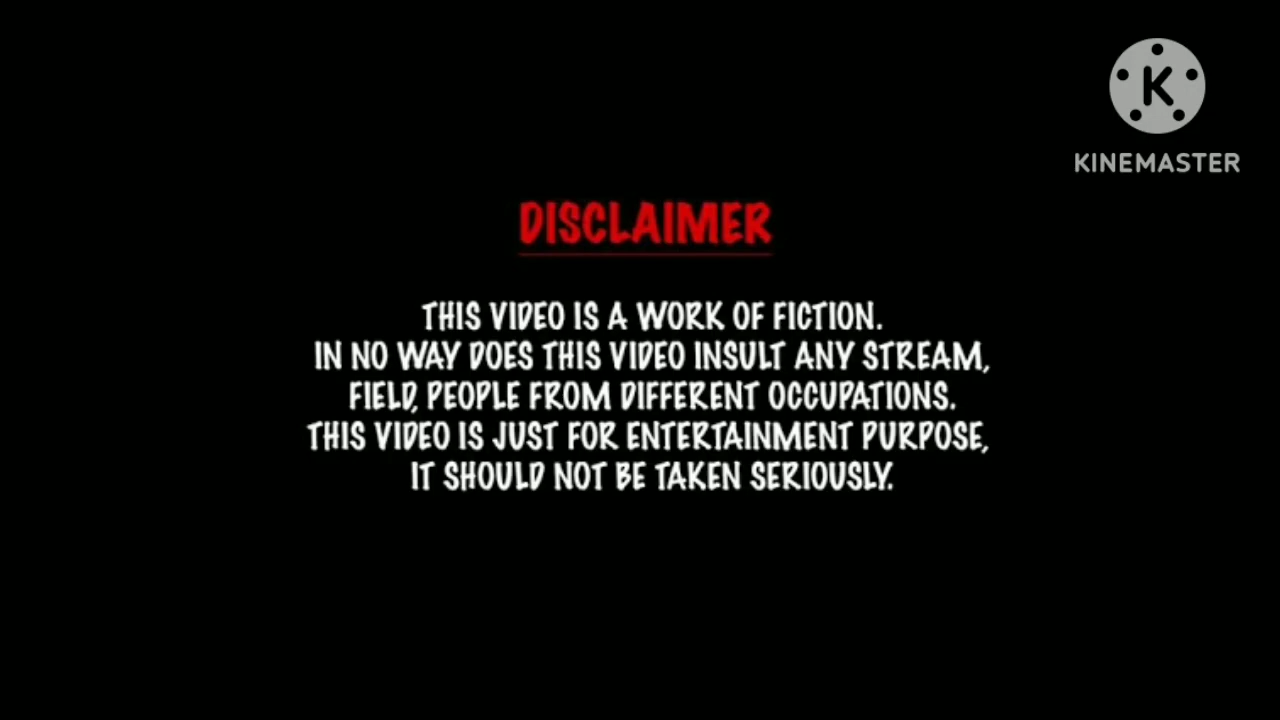 K
KINEMASTER
DISCLAIMER
THIS VIDEO IS A WORK OF FICTION.
IN NO WAY DOES THIS VIDEO INSULT ANY STREAM,
FIELD, PEOPLE FROM DIFFERENT OCCUPATIONS.
THIS VIDEO IS JUST FOR ENTERTAINMENT PURPOSE,
IT SHOULD NOT BE TAKEN SERIOUSLY.